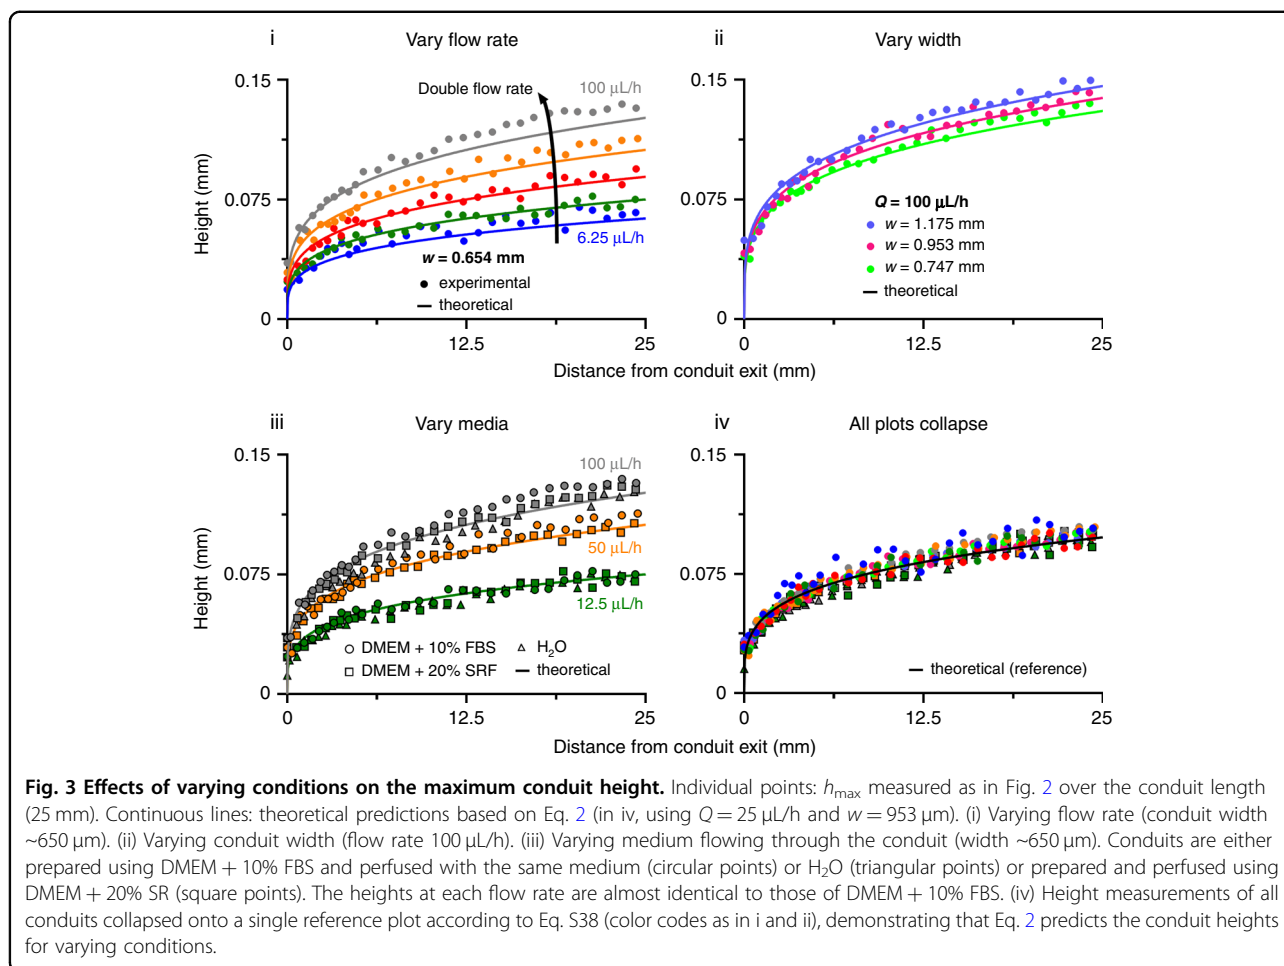 i
Vary flow rate
0.15
0.075
0
Height (mm)
100 µL/h
Double flow rate
6.25 µL/h
w = 0.654 mm
experimental
theoretical
0
12.5
25
Distance from conduit exit (mm)
ii
Vary width
0.15
0.075
0
Q = 100 µL/h
w = 1.175 mm
w = 0.953 mm
w = 0.747 mm
theoretical
0
12.5
25
iii
Vary media
0.15
0.075
0
Height (mm)
100 µL/h
50 µL/h
12.5 µL/h
DMEM + 10% FBS
H2O
DMEM + 20% SRF
theoretical
0
12.5
25
Distance from conduit exit (mm)
iv
All plots collapse
0.15
0.075
0
theoretical (reference)
0
12.5
25
Fig. 3 Effects of varying conditions on the maximum conduit height. Individual points: hmax measured as in Fig. 2 over the conduit length
(25 mm). Continuous lines: theoretical predictions based on Eq. 2 (in iv, using Q = 25 µL/h and w = 953 µm). (i) Varying flow rate (conduit width
~650 µm). (ii) Varying conduit width (flow rate 100 µL/h). (iii) Varying medium flowing through the conduit (width ~650 µm). Conduits are either
prepared using DMEM + 10% FBS and perfused with the same medium (circular points) or H2O (triangular points) or prepared and perfused using
DMEM + 20% SR (square points). The heights at each flow rate are almost identical to those of DMEM + 10% FBS. (iv) Height measurements of all
conduits collapsed onto a single reference plot according to Eq. S38 (color codes as in i and ii), demonstrating that Eq. 2 predicts the conduit heights
for varying conditions.